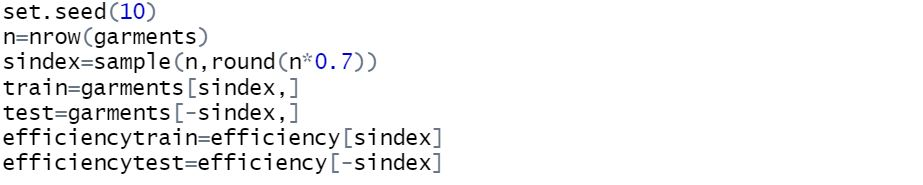 set.seed(10)
n=nrow(garments)
sindex=sample(n,round(n*0.7))
train=garments[sindex,]
test=garments[-sindex,]
efficiencytrain=efficiency[sindex]
efficiencytest=efficiency[-sindex]